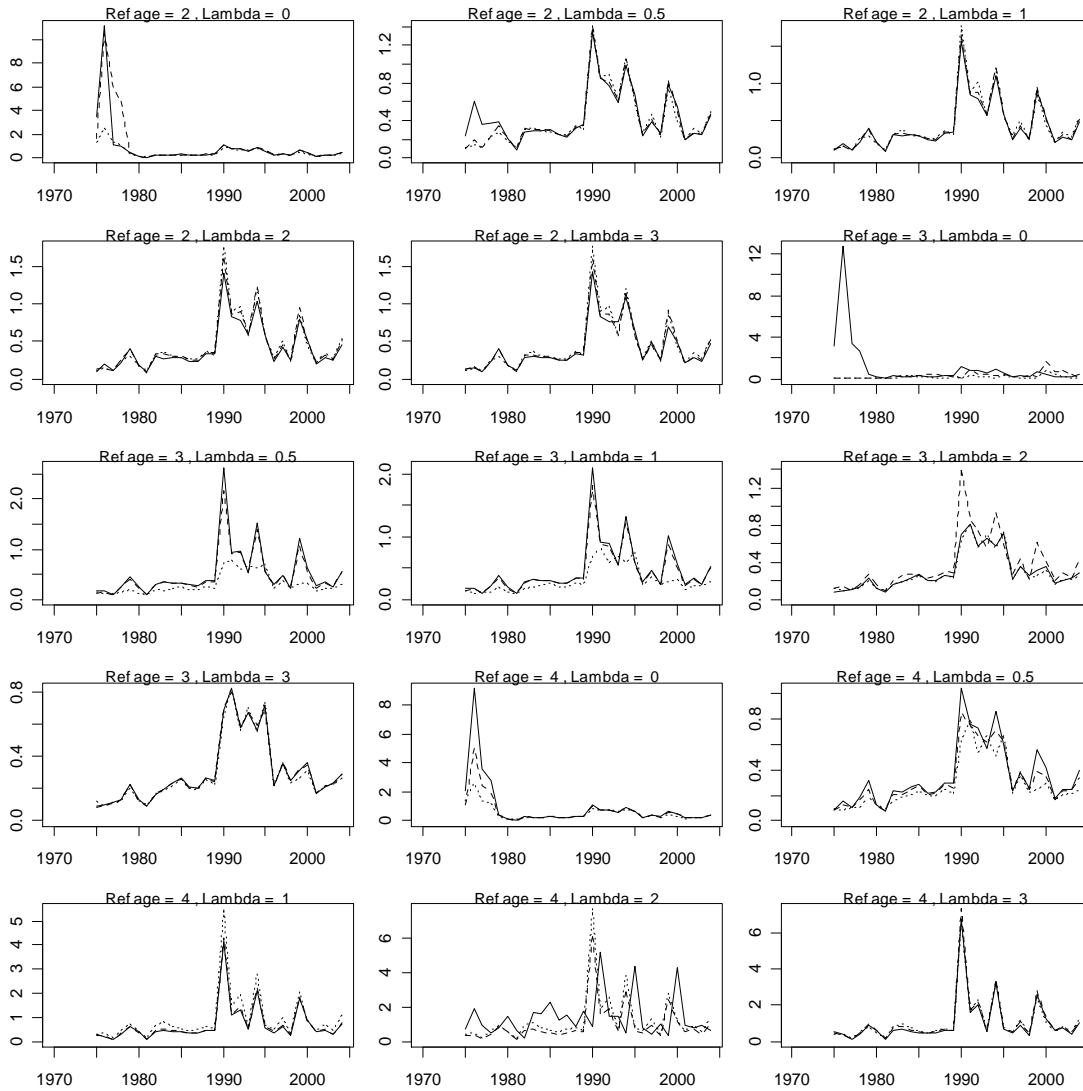 Ref age = 2 , Lambda = 0
8
6
4
2
0
1970 1980 1990 2000
Ref age = 2 , Lambda = 0.5
1.2
0.8
0.4
0.0
1970 1980 1990 2000
Ref age = 2 , Lambda = 1
1.0
0.0
1970 1980 1990 2000
Ref age = 2 , Lambda = 2
1.5
1.0
0.5
0.0
1970 1980 1990 2000
Ref age = 2 , Lambda = 3
1.5
1.0
0.5
0.0
1970 1980 1990 2000
Ref age = 3 , Lambda = 0
12
8
4
0
1970 1980 1990 2000
Ref age = 3 , Lambda = 0.5
2.0
1.0
0.0
1970 1980 1990 2000
Ref age = 3 , Lambda = 1
2.0
1.0
0.0
1970 1980 1990 2000
Ref age = 3 , Lambda = 2
1.2
0.8
0.4
0.0
1970 1980 1990 2000
Ref age = 3 , Lambda = 3
0.8
0.4
0.0
1970 1980 1990 2000
Ref age = 4 , Lambda = 0
8
6
4
2
0
1970 1980 1990 2000
Ref age = 4 , Lambda = 0.5
0.8
0.4
0.0
1970 1980 1990 2000
Ref age = 4 , Lambda = 1
5
4
3
2
1
0
1970 1980 1990 2000
Ref age = 4 , Lambda = 2
6
4
2
0
1970 1980 1990 2000
Ref age = 4 , Lambda = 3
6
4
2
0
1970 1980 1990 2000